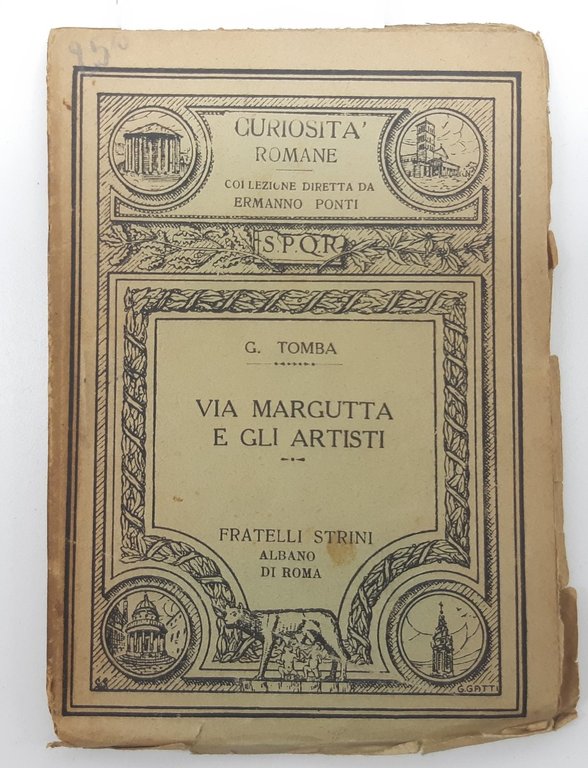 CURIOSITA'
ROMANE
COLLEZIONE DIRETTA DA
ERMANNO PONTI
S.P.Q.R.
G. TOMBA
VIA MARGUTTA
E GLI ARTISTI
FRATELLI STRINI
ALBANO
DI ROMA
G.GATTI